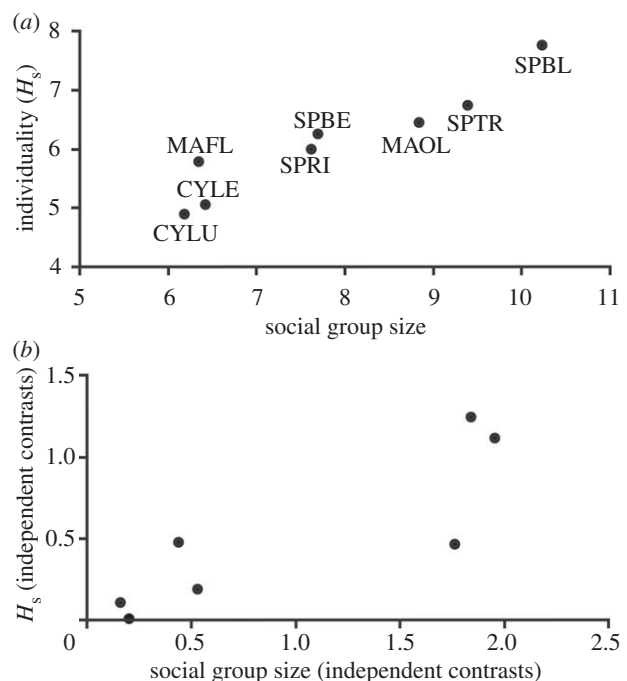 (a)
8
7
6
5
4
individuality (Hs)
SPBL
SPTR
MAOL
SPBE
SPRI
MAFL
CYLE
CYLU
5 6 7 8 9 10 11
social group size
(b)
1.5
1.0
0.5
Hs (independent contrasts)
0 0.5 1.0 1.5 2.0 2.5
social group size (independent contrasts)